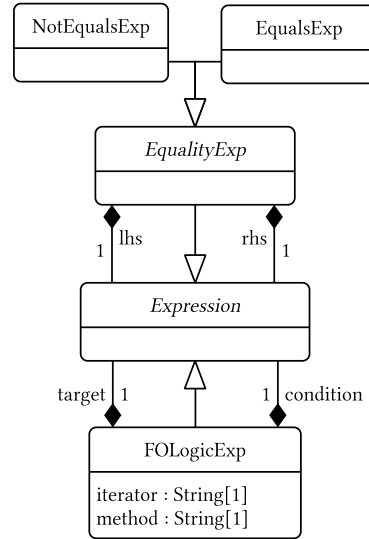 NotEqualsExp
EqualsExp
EqualityExp
lhs
rhs
1
1
Expression
target
1
1
condition
FOLogicExp
iterator : String[1]
method : String[1]